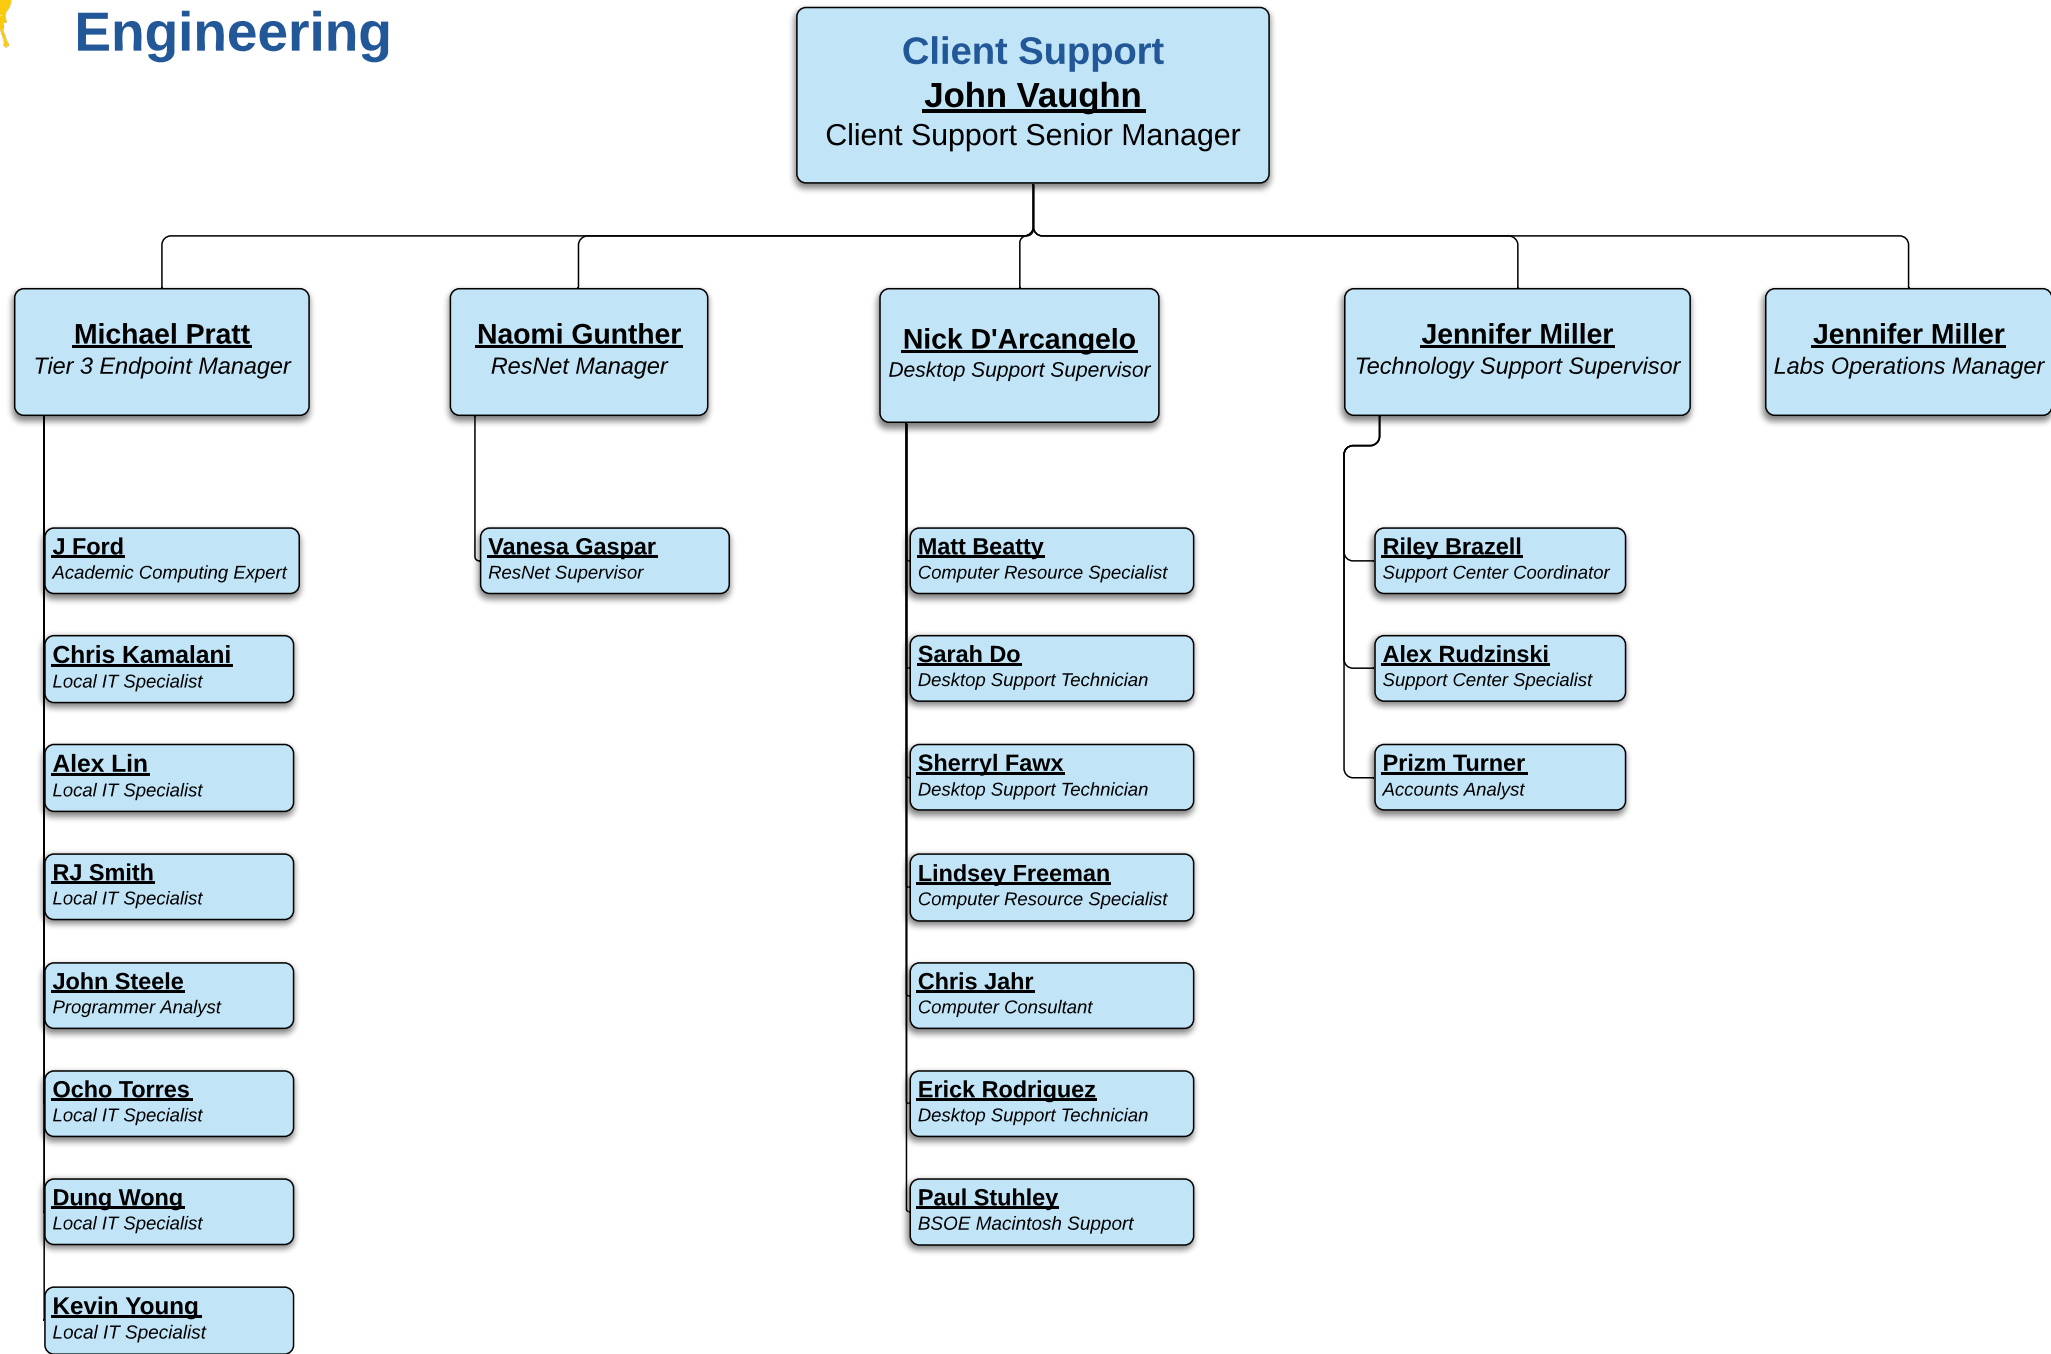 Engineering
Client Support
John Vaughn
Client Support Senior Manager
Michael Pratt
Tier 3 Endpoint Manager
Naomi Gunther
ResNet Manager
Nick D'Arcangelo
Desktop Support Supervisor
Jennifer Miller
Technology Support Supervisor
Jennifer Miller
Labs Operations Manager
J Ford
Academic Computing Expert
Chris Kamalani
Local IT Specialist
Alex Lin
Local IT Specialist
RJ Smith
Local IT Specialist
John Steele
Programmer Analyst
Ocho Torres
Local IT Specialist
Dung Wong
Local IT Specialist
Kevin Young
Local IT Specialist
Vanesa Gaspar
ResNet Supervisor
Matt Beatty
Computer Resource Specialist
Sarah Do
Desktop Support Technician
Sherryl Fawx
Desktop Support Technician
Lindsey Freeman
Computer Resource Specialist
Chris Jahr
Computer Consultant
Erick Rodriguez
Desktop Support Technician
Paul Stuhley
BSOE Macintosh Support
Riley Brazell
Support Center Coordinator
Alex Rudzinski
Support Center Specialist
Prizm Turner
Accounts Analyst